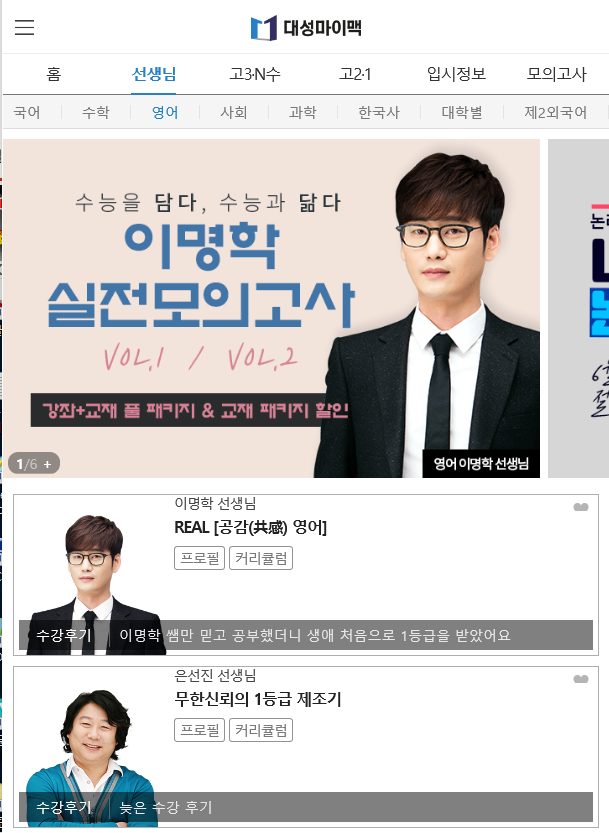 대성마이맥
홈 선생님 고3·N수 고2·1 입시정보 모의고사
국어 수학 영어 사회 과학 한국사 대학별 제2외국어
수능을 담다, 수능과 닮다
이명학
실전모의고사
VOL.1 / VOL.2
강좌+교재 풀 패키지 & 교재 패키지 할인
영어 이명학 선생님
1/6 +
이명학 선생님
REAL [공감(共感) 영어]
프로필 커리큘럼
수강후기 이명학 쌤만 믿고 공부했더니 생애 처음으로 1등급을 받았어요
은선진 선생님
무한신뢰의 1등급 제조기
프로필 커리큘럼
수강후기 늦은 수강 후기